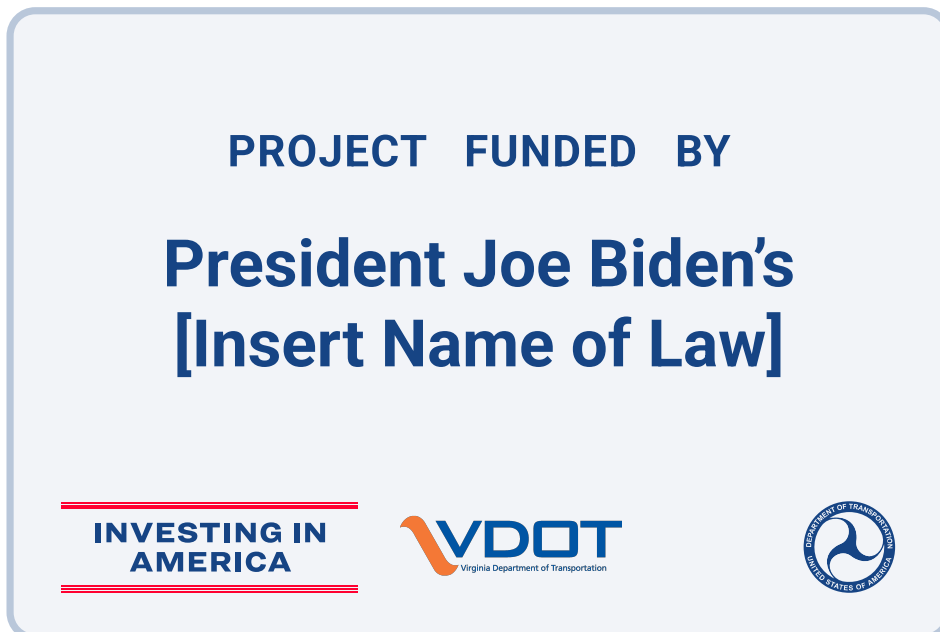 PROJECT FUNDED BY
President Joe Biden’s
[Insert Name of Law]
INVESTING IN
AMERICA
VDOT
Virginia Department of Transportation
DEPARTMENT OF TRANSPORTATION
UNITED STATES OF AMERICA